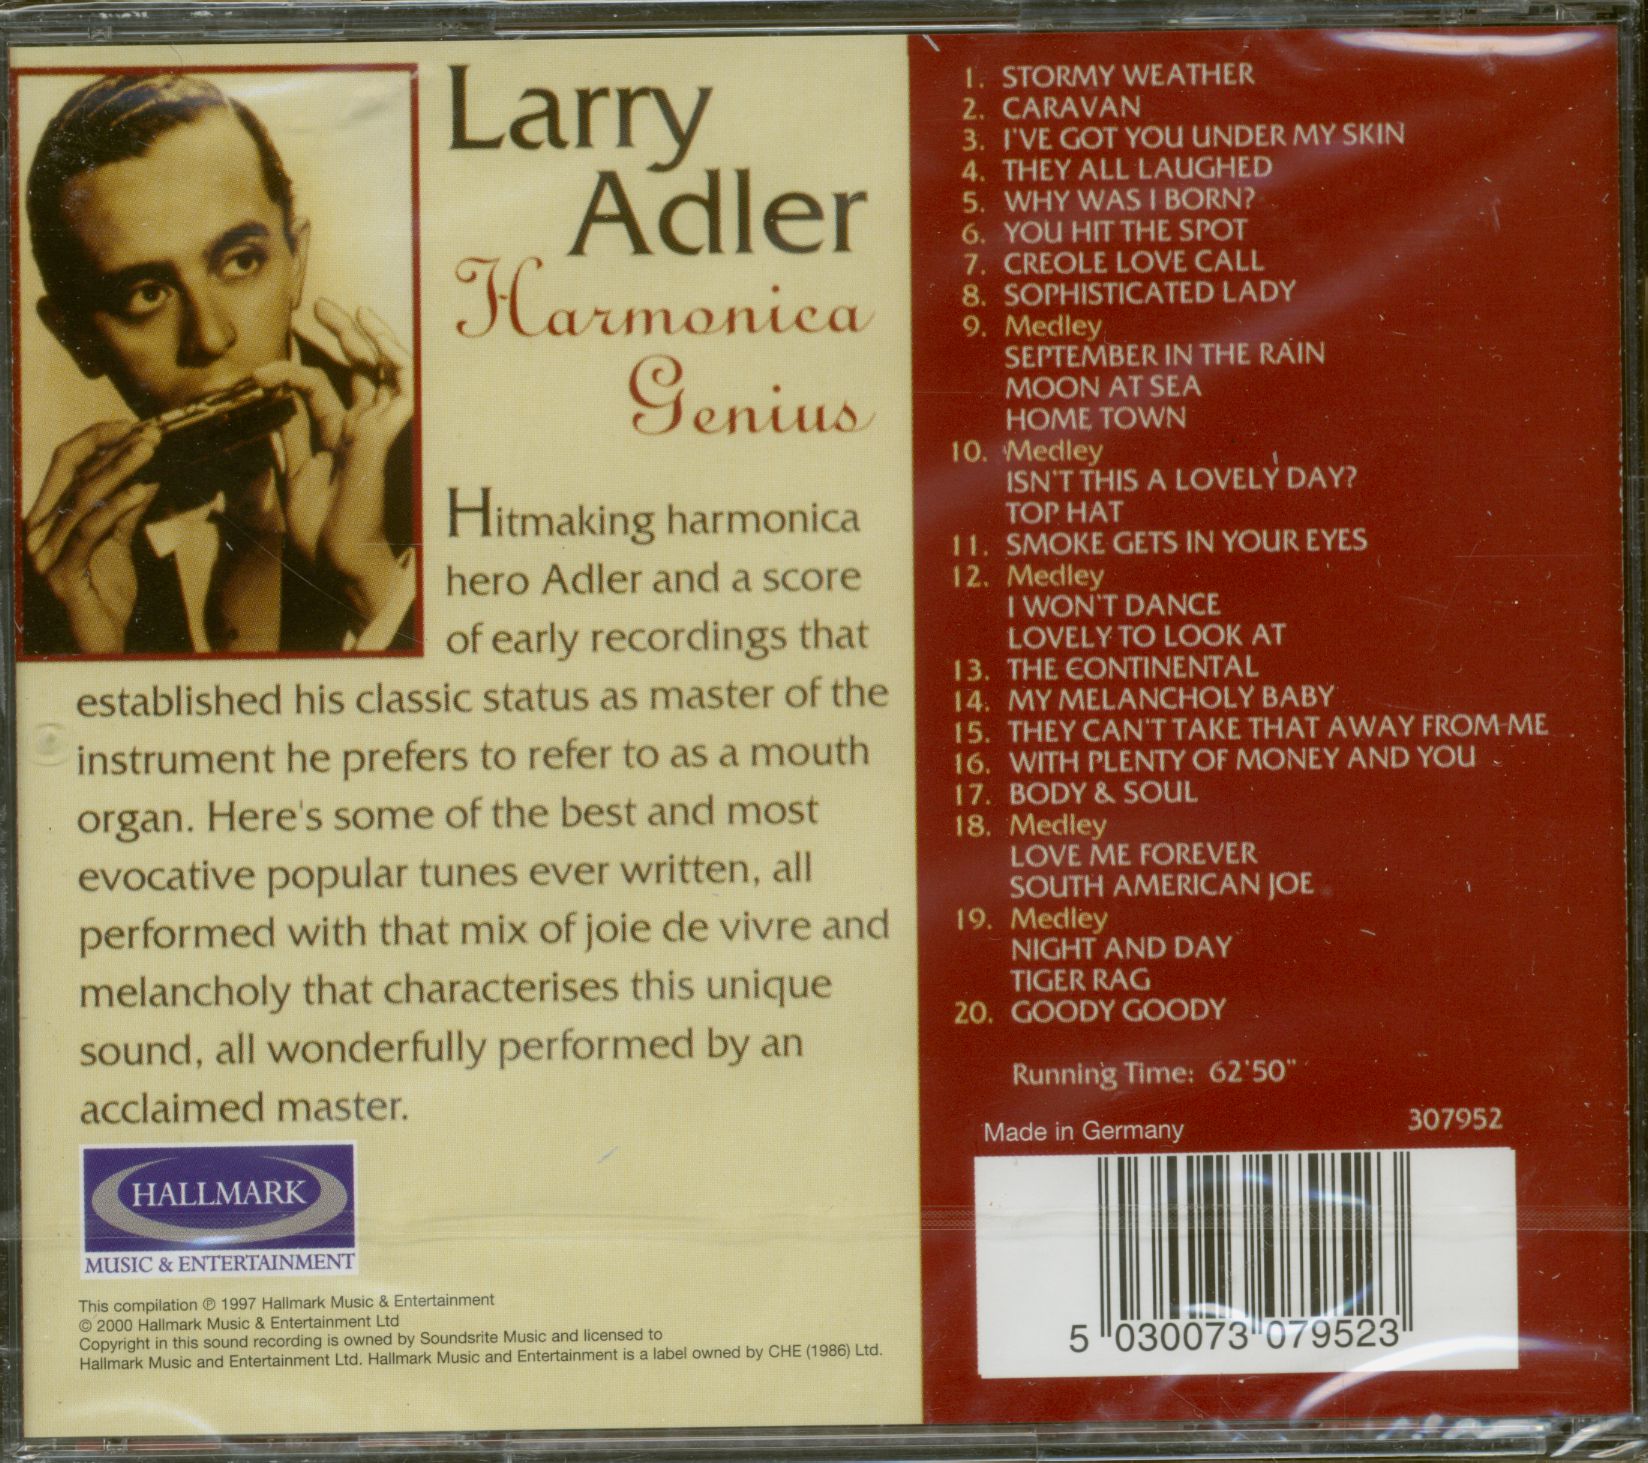 Larry
Adler
Harmonica
Genius
Hitmaking harmonica
hero Adler and a score
of early recordings that
established his classic status as master of the
instrument he prefers to refer to as a mouth
organ. Here's some of the best and most
evocative popular tunes ever written, all
performed with that mix of joie de vivre and
melancholy that characterises this unique
sound, all wonderfully performed by an
acclaimed master.
HALLMARK
MUSIC & ENTERTAINMENT
This compilation ℗ 1997 Hallmark Music & Entertainment
© 2000 Hallmark Music & Entertainment Ltd
Copyright in this sound recording is owned by Soundsrite Music and licensed to
Hallmark Music and Entertainment Ltd. Hallmark Music and Entertainment is a label owned by CHE (1986) Ltd.
1. STORMY WEATHER
2. CARAVAN
3. I'VE GOT YOU UNDER MY SKIN
4. THEY ALL LAUGHED
5. WHY WAS I BORN?
6. YOU HIT THE SPOT
7. CREOLE LOVE CALL
8. SOPHISTICATED LADY
9. Medley
SEPTEMBER IN THE RAIN
MOON AT SEA
HOME TOWN
10. Medley
ISN'T THIS A LOVELY DAY?
TOP HAT
11. SMOKE GETS IN YOUR EYES
12. Medley
I WON'T DANCE
LOVELY TO LOOK AT
13. THE CONTINENTAL
14. MY MELANCHOLY BABY
15. THEY CAN'T TAKE THAT AWAY FROM ME
16. WITH PLENTY OF MONEY AND YOU
17. BODY & SOUL
18. Medley
LOVE ME FOREVER
SOUTH AMERICAN JOE
19. Medley
NIGHT AND DAY
TIGER RAG
20. GOODY GOODY
Running Time: 62'50"
Made in Germany
307952
5 030073 079523